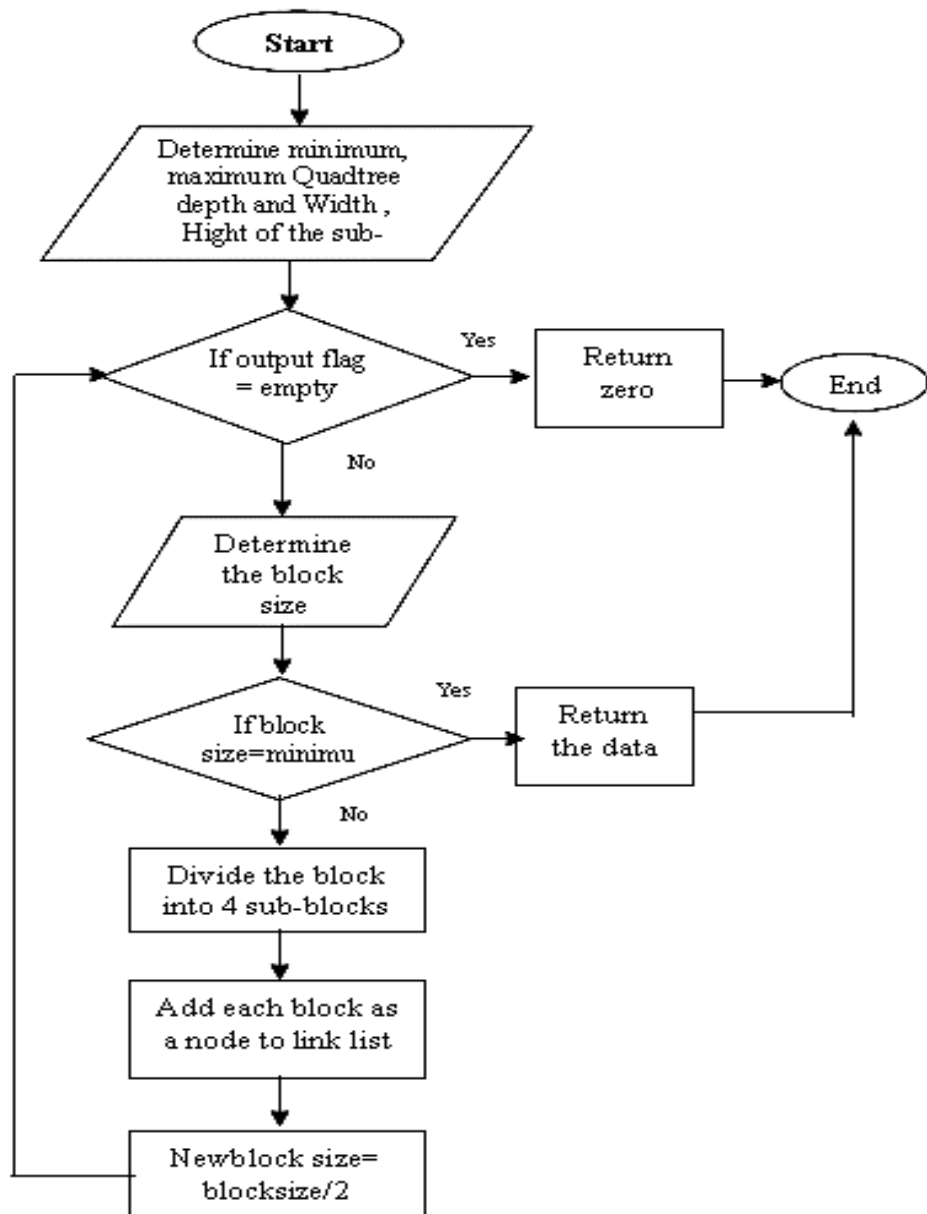 Start
Determine minimum,
maximum Quadtree
depth and Width ,
Hight of the sub-
If output flag
= empty
Yes
Return
zero
End
No
Determine
the block
size
If block
size=minimu
Yes
Return
the data
No
Divide the block
into 4 sub-blocks
Add each block as
a node to link list
Newblock size=
blocksize/2